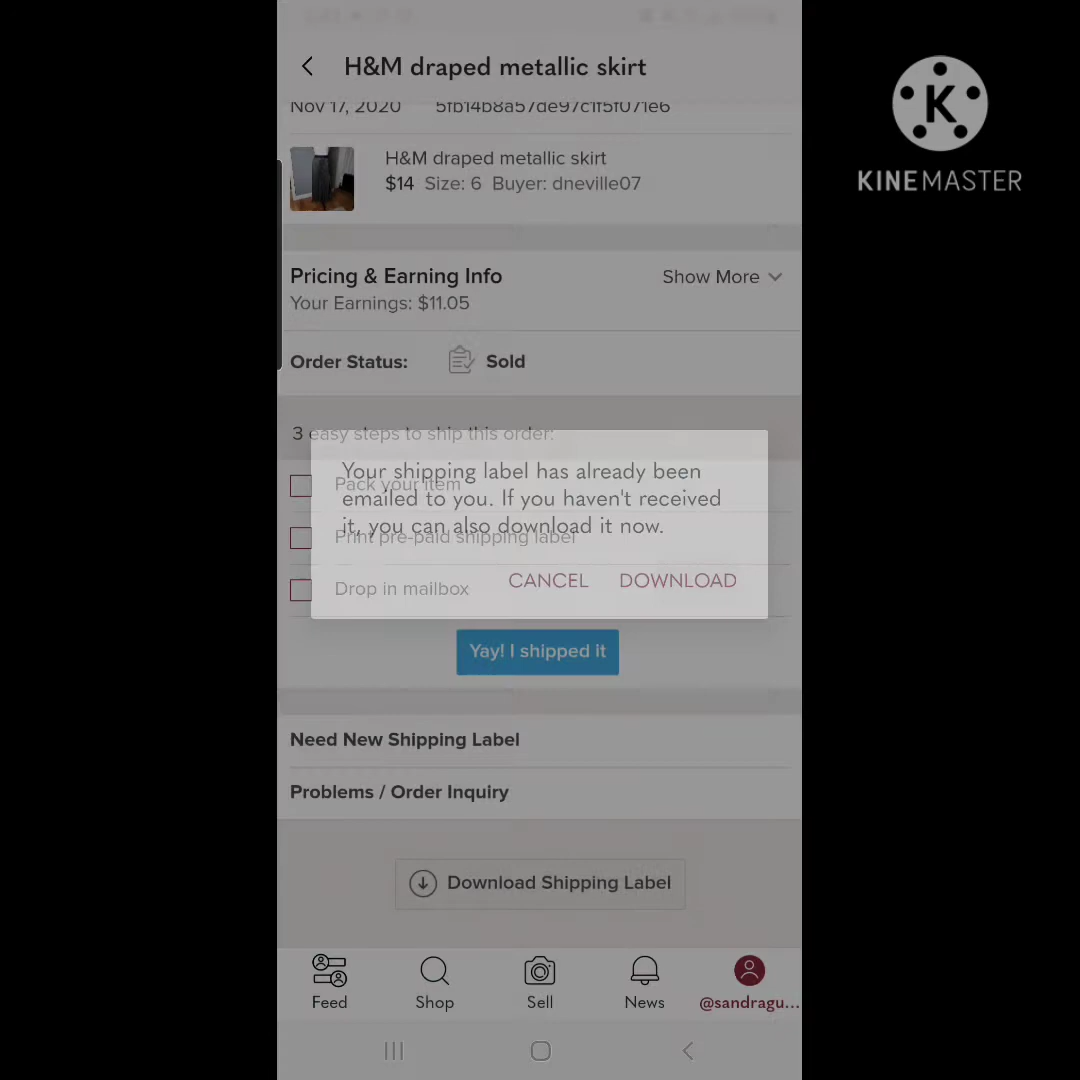 H&M draped metallic skirt
Nov 17, 2020 5fb14b8a57de97c1f5f071e6
H&M draped metallic skirt
$14 Size: 6 Buyer: dneville07
Pricing & Earning Info Show More
Your Earnings: $11.05
Order Status: Sold
3 easy steps to ship this order:
Your shipping label has already been
emailed to you. If you haven't received
it, you can also download it now.
CANCEL DOWNLOAD
Pack your item
Print pre-paid shipping label
Drop in mailbox
Yay! I shipped it
Need New Shipping Label
Problems / Order Inquiry
Download Shipping Label
Feed Shop Sell News @sandragu...
K
KINEMASTER